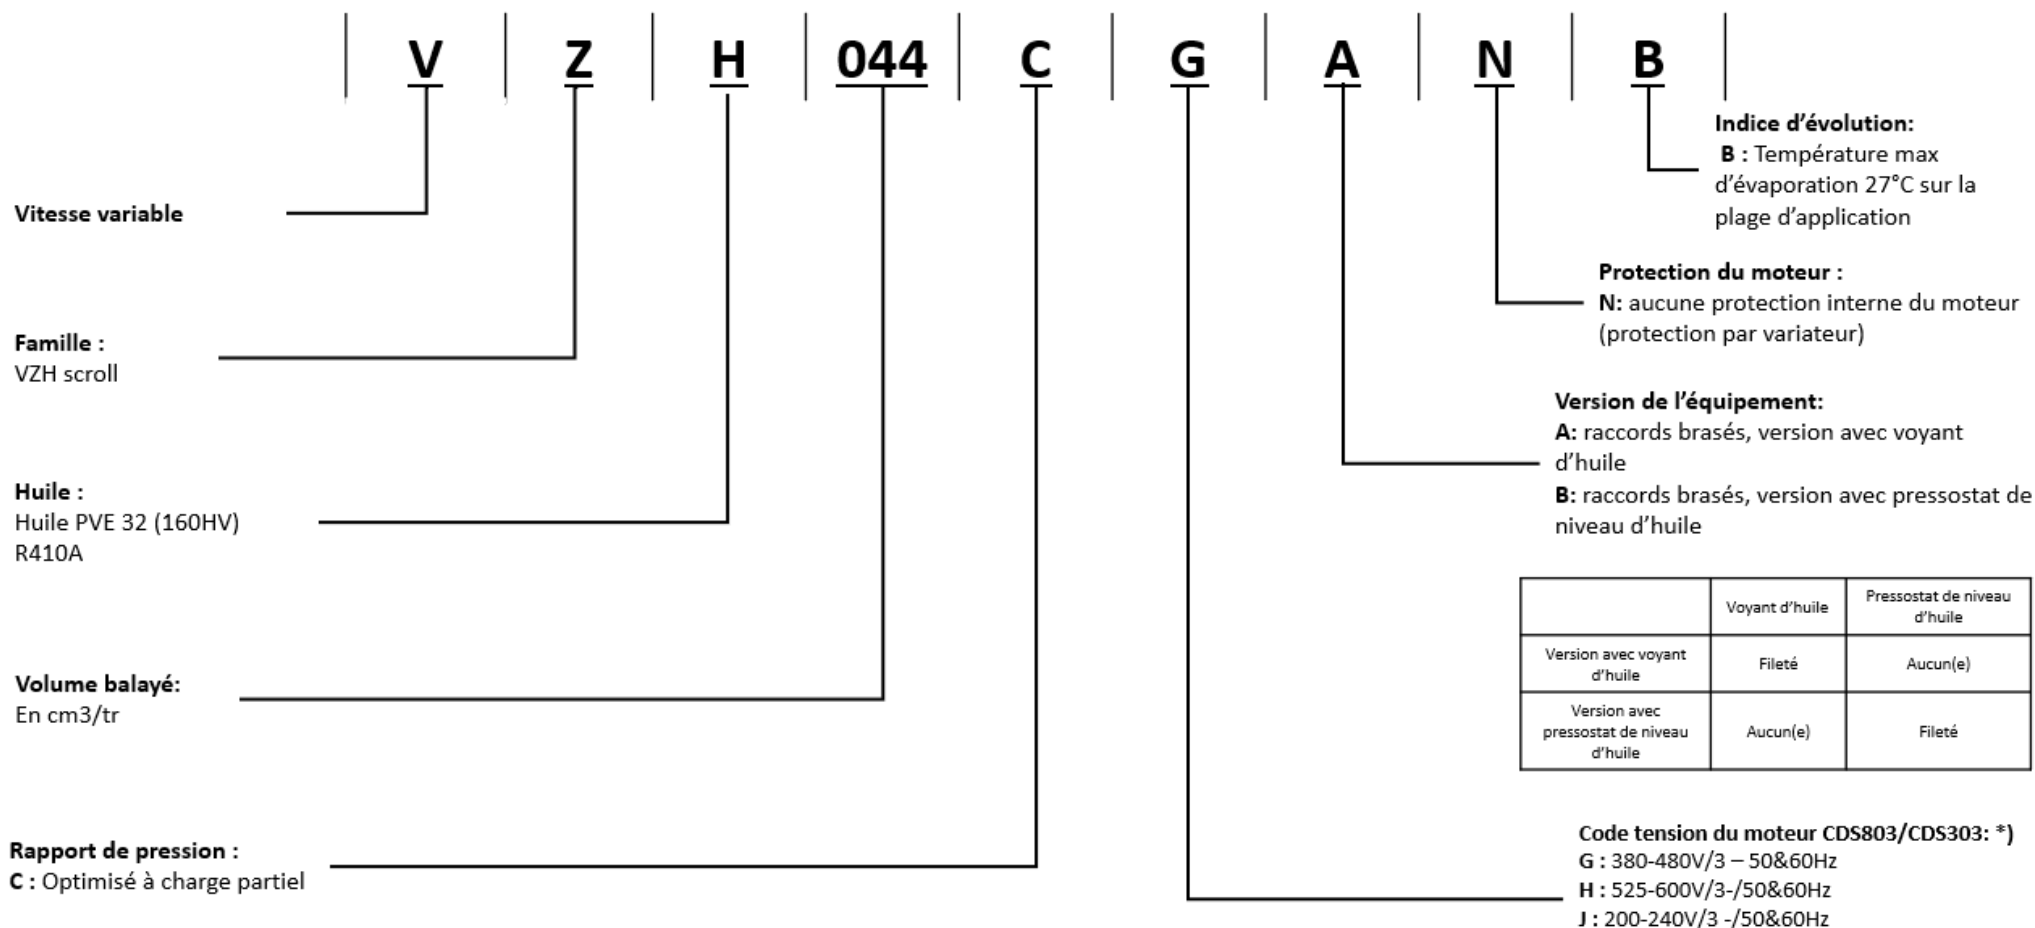 V Z H 044 C G A N B
Vitesse variable
Famille :
VZH scroll
Huile :
Huile PVE 32 (160HV)
R410A
Volume balayé:
En cm3/tr
Rapport de pression :
C : Optimisé à charge partiel
Indice d’évolution:
B : Température max
d’évaporation 27°C sur la
plage d’application
Protection du moteur :
N: aucune protection interne du moteur
(protection par variateur)
Version de l’équipement:
A: raccords brasés, version avec voyant
d’huile
B: raccords brasés, version avec pressostat de
niveau d’huile
Voyant d’huile
Pressostat de niveau
d’huile
Version avec voyant
d’huile
Fileté
Aucun(e)
Version avec
pressostat de niveau
d’huile
Aucun(e)
Fileté
Code tension du moteur CDS803/CDS303: *)
G : 380-480V/3 – 50&60Hz
H : 525-600V/3-/50&60Hz
J : 200-240V/3 -/50&60Hz